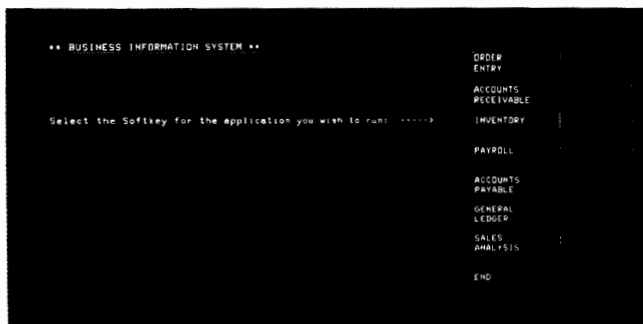 ** BUSINESS INFORMATION SYSTEM **
ORDER
ENTRY
ACCOUNTS
RECEIVABLE
Select the Softkey for the application you wish to run: ----->
INVENTORY
PAYROLL
ACCOUNTS
PAYABLE
GENERAL
LEDGER
SALES
ANALYSIS
END